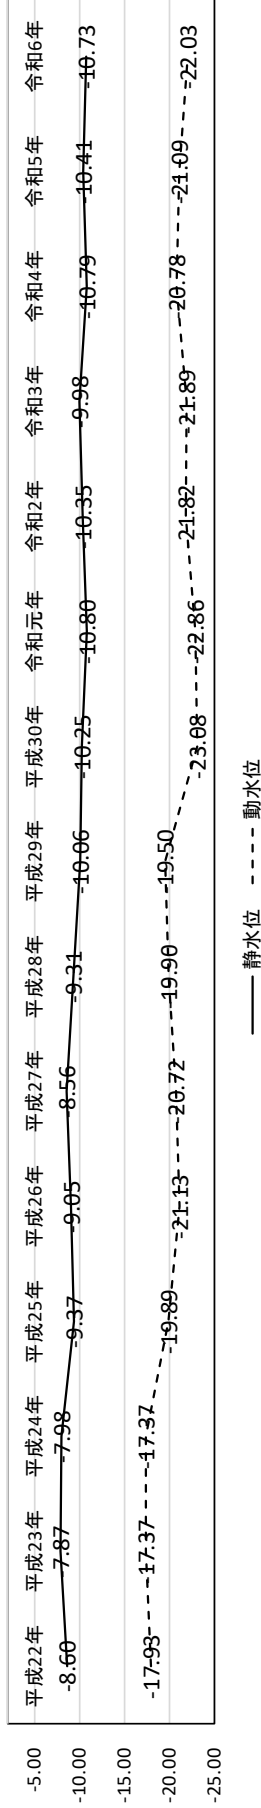 平成22年 平成23年 平成24年 平成25年 平成26年 平成27年 平成28年 平成29年 平成30年 令和元年 令和2年 令和3年 令和4年 令和5年 令和6年
-5.00
-8.60 -7.87 -7.98 -9.37 -9.05 -8.56 -9.31 -10.06 -10.25 -10.80 -10.35 -9.98 -10.79 -10.41 -10.73
-10.00
-15.00
-17.93 -17.37 -17.37 -19.89 -21.13 -20.72 -19.90 -19.50 -23.08 -22.86 -21.82 -21.89 -20.78 -21.09 -22.03
-20.00
-25.00
静水位 動水位